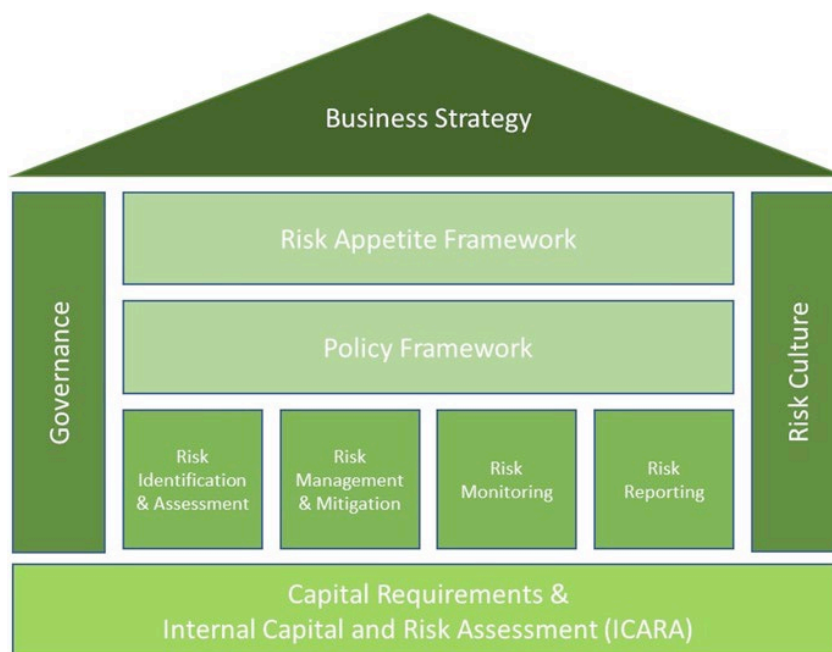 Business Strategy
Governance
Risk Appetite Framework
Policy Framework
Risk
Identification
& Assessment
Risk
Management
& Mitigation
Risk
Monitoring
Risk
Reporting
Risk Culture
Capital Requirements &
Internal Capital and Risk Assessment (ICARA)